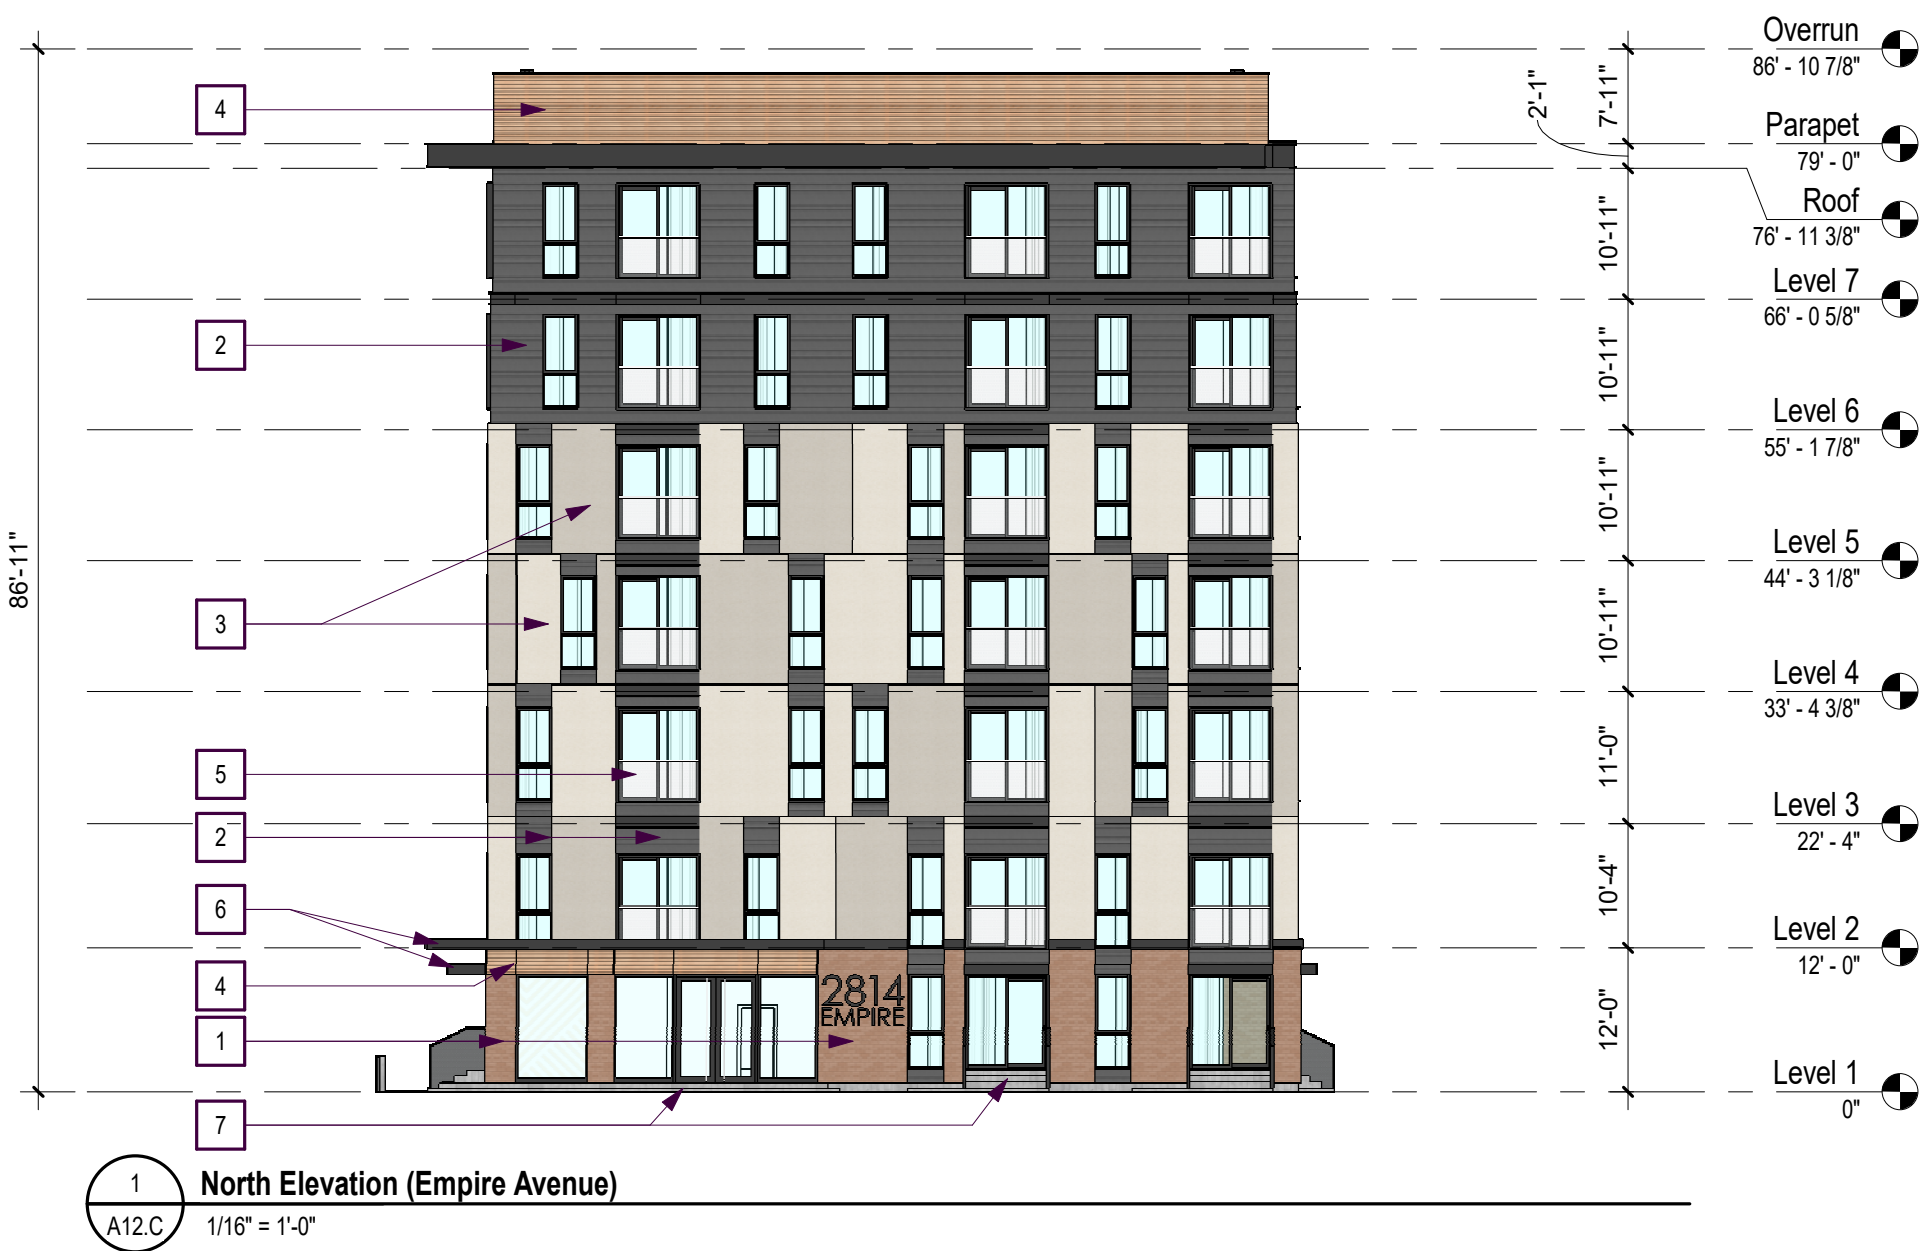 Overrun
86' - 10 7/8"
7'-11"
2'-1"
4
Parapet
79' - 0"
Roof
76' - 11 3/8"
10'-11"
Level 7
66' - 0 5/8"
2
10'-11"
Level 6
55' - 1 7/8"
10'-11"
Level 5
44' - 3 1/8"
86'-11"
3
10'-11"
Level 4
33' - 4 3/8"
5
11'-0"
Level 3
22' - 4"
2
10'-4"
6
Level 2
12' - 0"
4
2814
EMPIRE
1
12'-0"
Level 1
0"
7
1
North Elevation (Empire Avenue)
A12.C
1/16" = 1'-0"